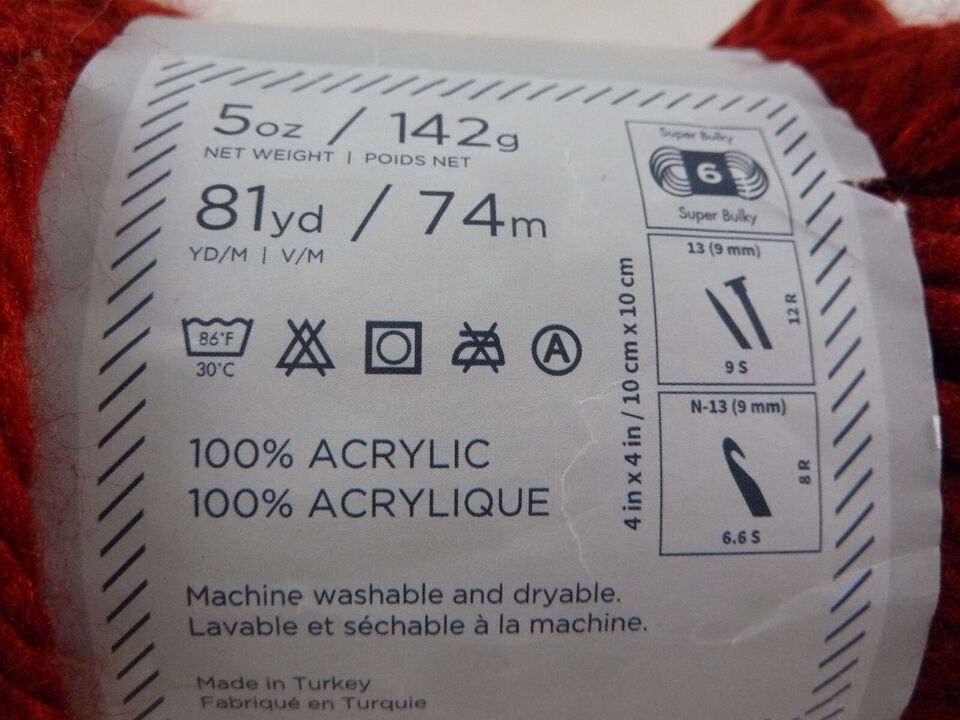 5oz / 142g
NET WEIGHT | POIDS NET
81yd / 74m
YD/M | V/M
86°F
30°C
A
100% ACRYLIC
100% ACRYLIQUE
Machine washable and dryable.
Lavable et séchable à la machine.
Made in Turkey
Fabriqué en Turquie
4 in x 4 in / 10 cm x 10 cm
Super Bulky
6
Super Bulky
13 (9 mm)
12 R
9 S
N-13 (9 mm)
8 R
6.6 S